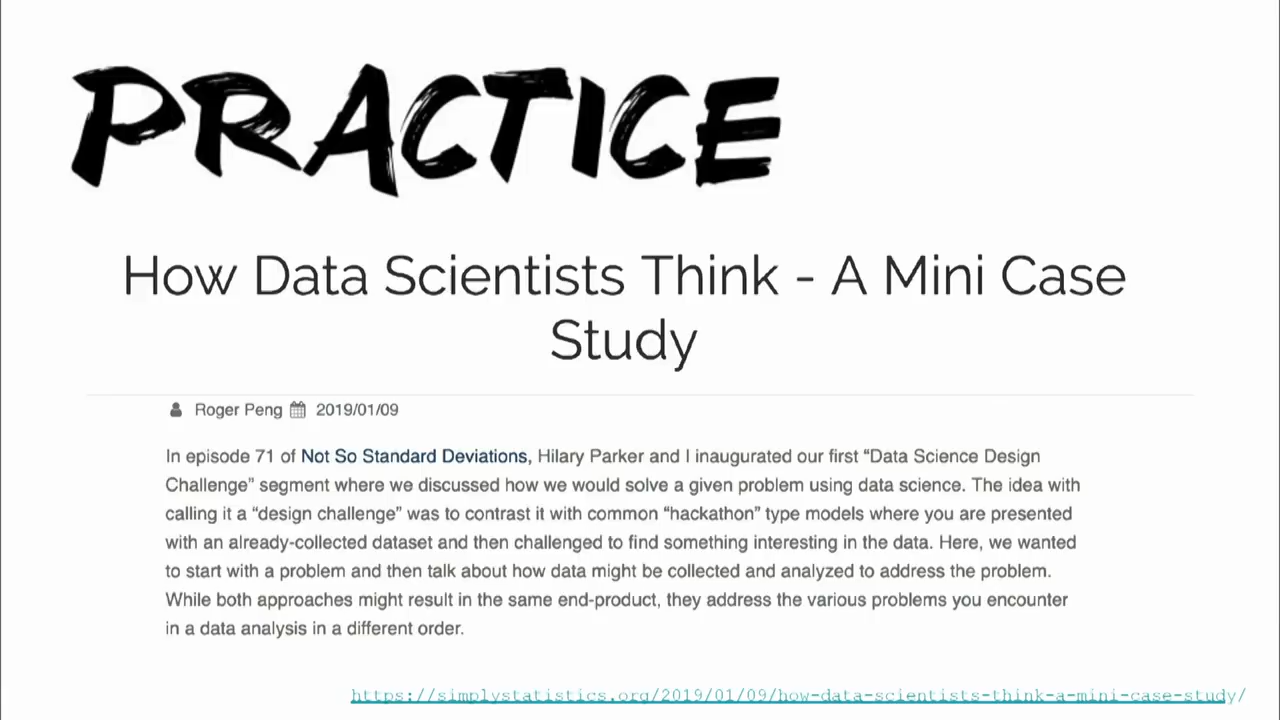 PRACTICE
How Data Scientists Think - A Mini Case
Study
Roger Peng 2019/01/09
In episode 71 of Not So Standard Deviations, Hilary Parker and I inaugurated our first “Data Science Design
Challenge” segment where we discussed how we would solve a given problem using data science. The idea with
calling it a “design challenge” was to contrast it with common “hackathon” type models where you are presented
with an already-collected dataset and then challenged to find something interesting in the data. Here, we wanted
to start with a problem and then talk about how data might be collected and analyzed to address the problem.
While both approaches might result in the same end-product, they address the various problems you encounter
in a data analysis in a different order.
https://simplystatistics.org/2019/01/09/how-data-scientists-think-a-mini-case-study/